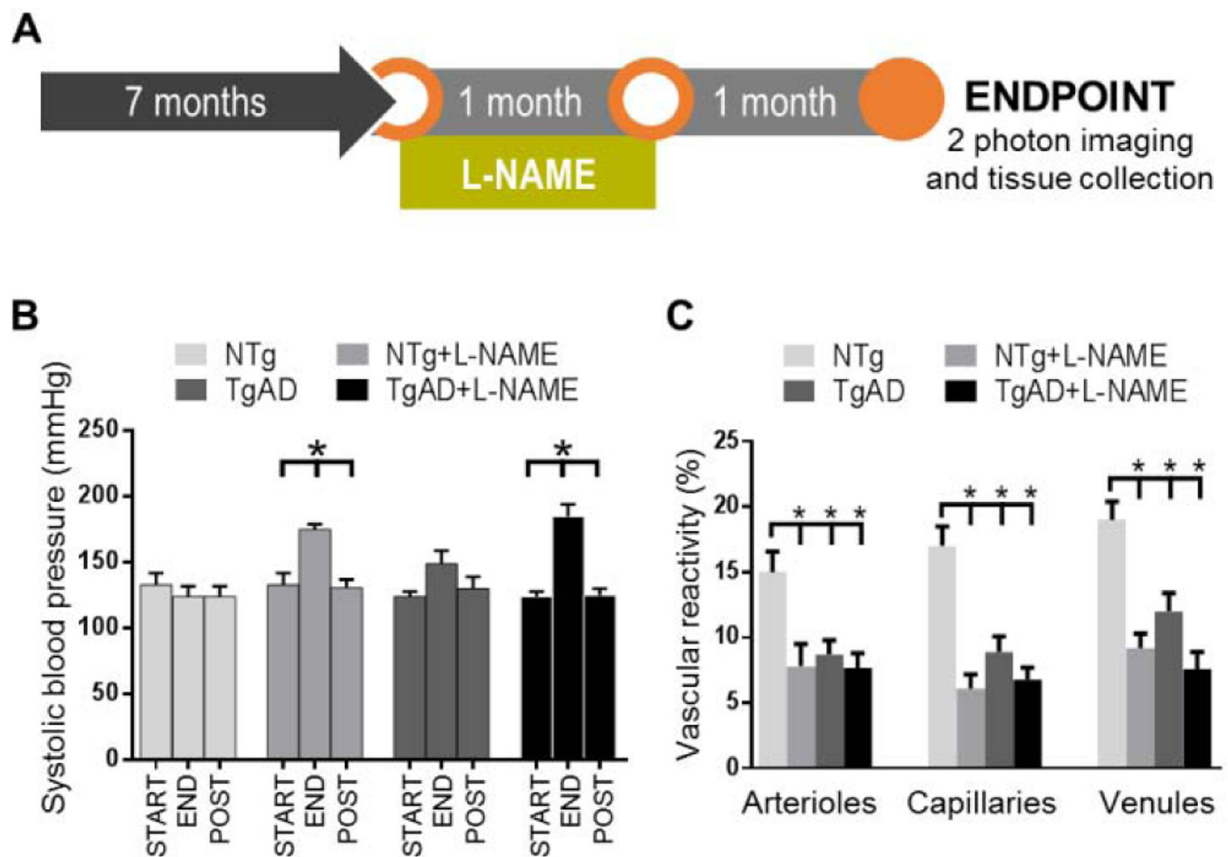 A
7 months
1 month
1 month
L-NAME
ENDPOINT
2 photon imaging
and tissue collection
B
NTg
NTg+L-NAME
TgAD
TgAD+L-NAME
Systolic blood pressure (mmHg)
250
200
150
100
50
0
*
*
START
END
POST
START
END
POST
START
END
POST
START
END
POST
C
NTg
NTg+L-NAME
TgAD
TgAD+L-NAME
Vascular reactivity (%)
25
20
15
10
5
0
* * *
* * *
* * *
Arterioles
Capillaries
Venules